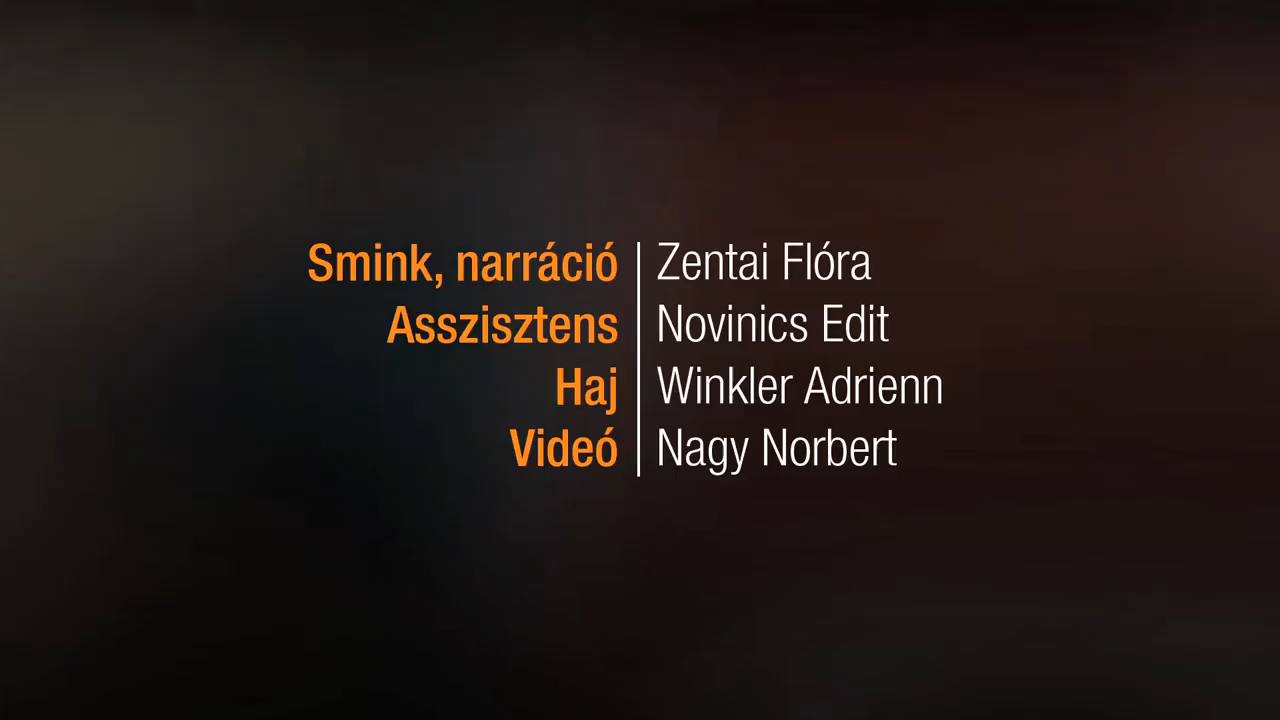 Smink, narráció Zentai Flóra
Asszisztens Novinics Edit
Haj Winkler Adrienn
Videó Nagy Norbert